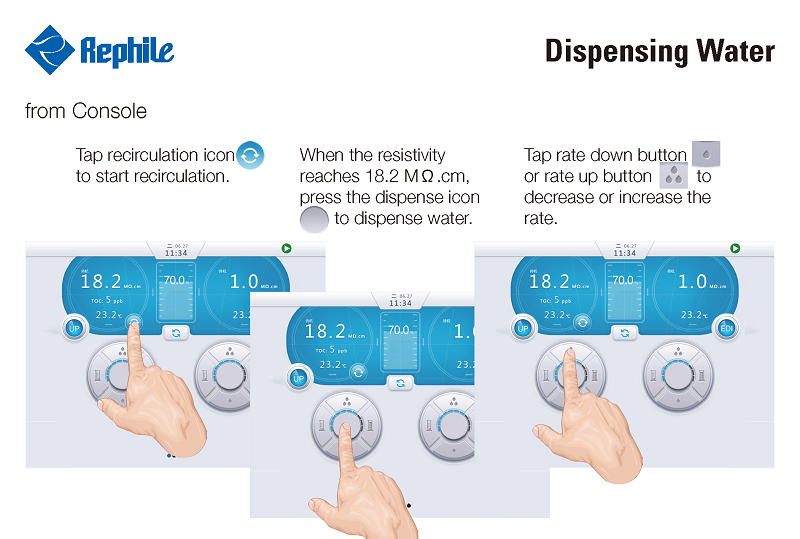 Rephile
Dispensing Water
from Console
Tap recirculation icon
to start recirculation.
When the resistivity
reaches 18.2 MΩ.cm,
press the dispense icon
to dispense water.
Tap rate down button
or rate up button to
decrease or increase the
rate.
二 06.27
11:34
18.2 MΩ.cm
TOC: 5 ppb
23.2℃
70.0
1.0 MΩ.cm
23.2℃
UP
二 06.27
11:34
18.2 MΩ.cm
TOC: 5 ppb
23.2℃
70.0
1.
UP
二 06.27
11:34
18.2 MΩ.cm
TOC: 5 ppb
23.2℃
70.0
1.0 MΩ.cm
23.2℃
UP
EDI